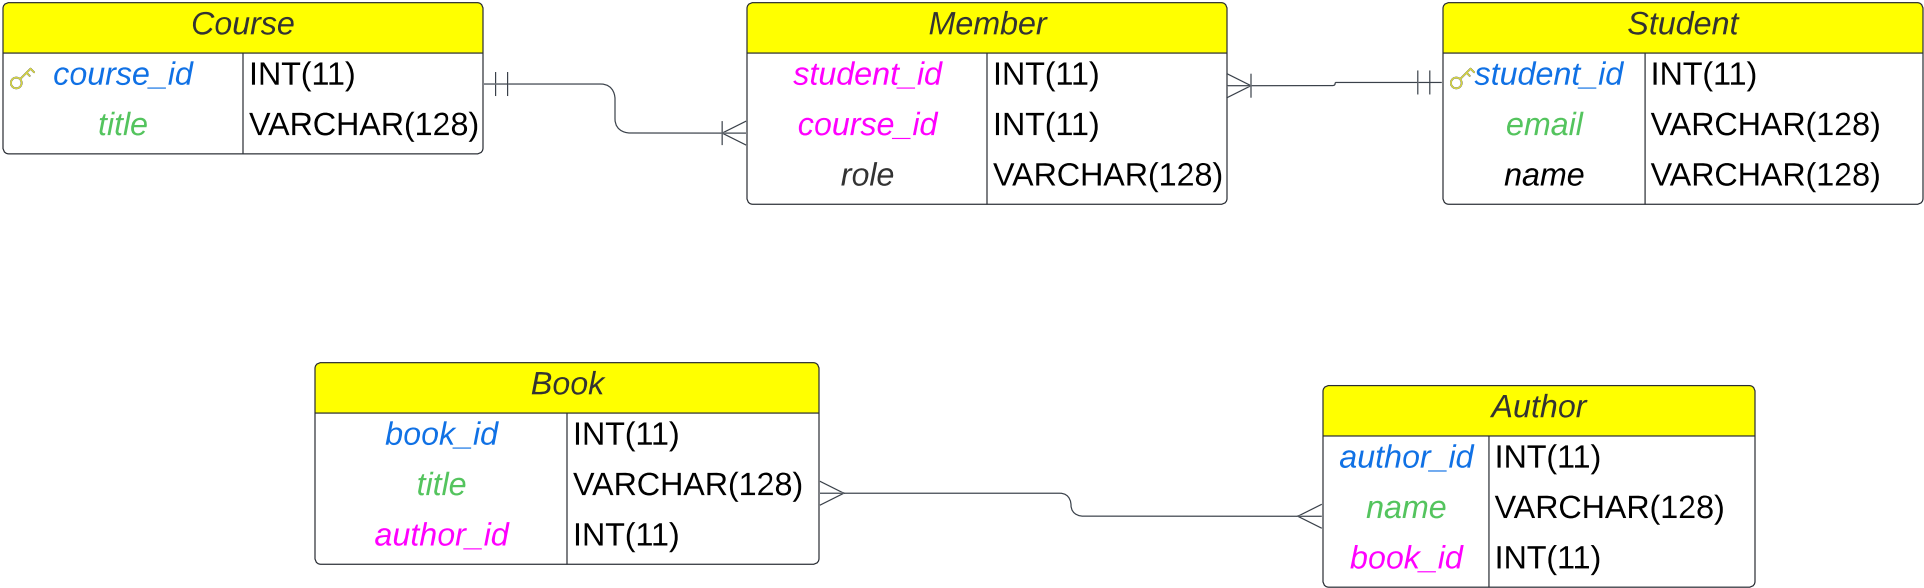 Course
course_id INT(11)
title VARCHAR(128)
Member
student_id INT(11)
course_id INT(11)
role VARCHAR(128)
Student
student_id INT(11)
email VARCHAR(128)
name VARCHAR(128)
Book
book_id INT(11)
title VARCHAR(128)
author_id INT(11)
Author
author_id INT(11)
name VARCHAR(128)
book_id INT(11)